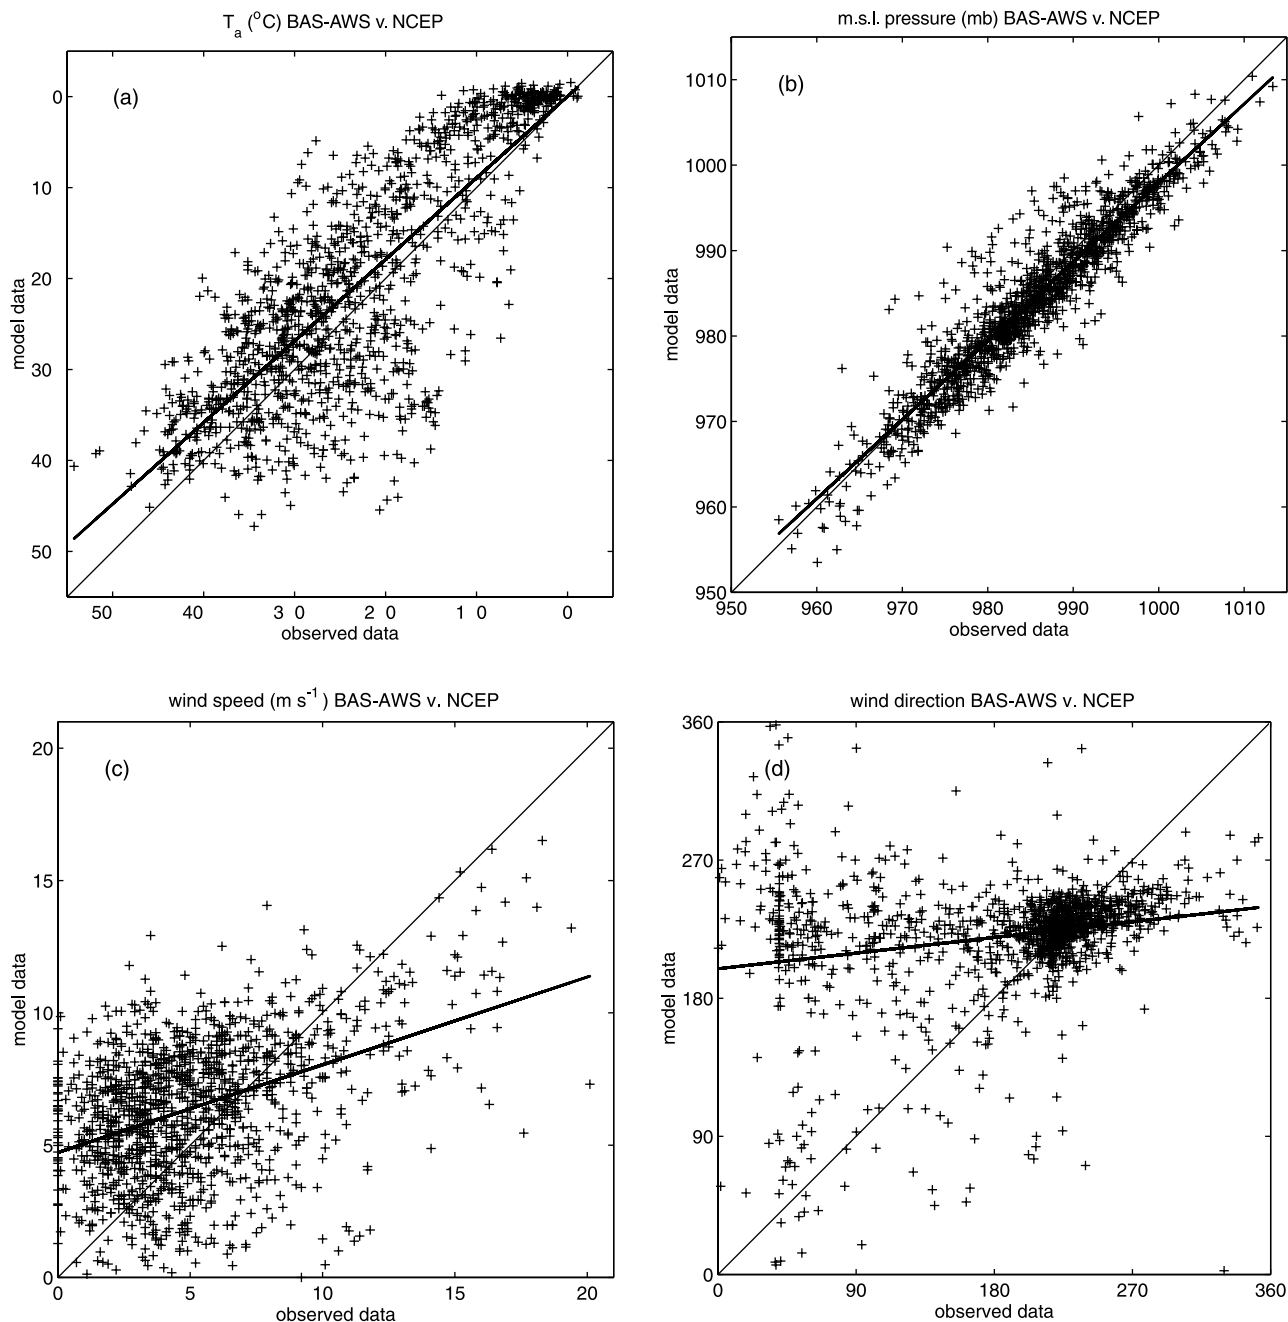 T_a (°C) BAS-AWS v. NCEP
(a)
0
10
20
30
40
50
model data
50 40 3 0 2 0 1 0 0
observed data
m.s.l. pressure (mb) BAS-AWS v. NCEP
(b)
1010
1000
990
980
970
960
950
model data
950 960 970 980 990 1000 1010
observed data
wind speed (m s⁻¹) BAS-AWS v. NCEP
(c)
20
15
10
5
0
model data
0 5 10 15 20
observed data
wind direction BAS-AWS v. NCEP
(d)
360
270
180
90
0
model data
0 90 180 270 360
observed data